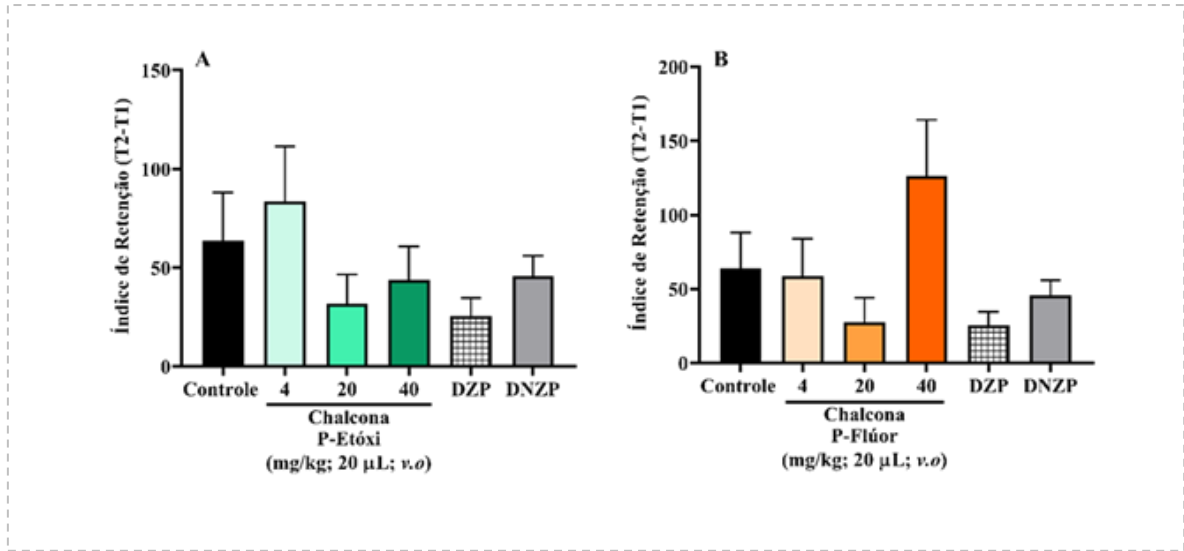 A
150
100
50
0
Índice de Retenção (T2-T1)
Controle 4 20 40 DZP DNZP
Chalcona
P-Etóxi
(mg/kg; 20 µL; v.o)
B
200
150
100
50
0
Índice de Retenção (T2-T1)
Controle 4 20 40 DZP DNZP
Chalcona
P-Flúor
(mg/kg; 20 µL; v.o)